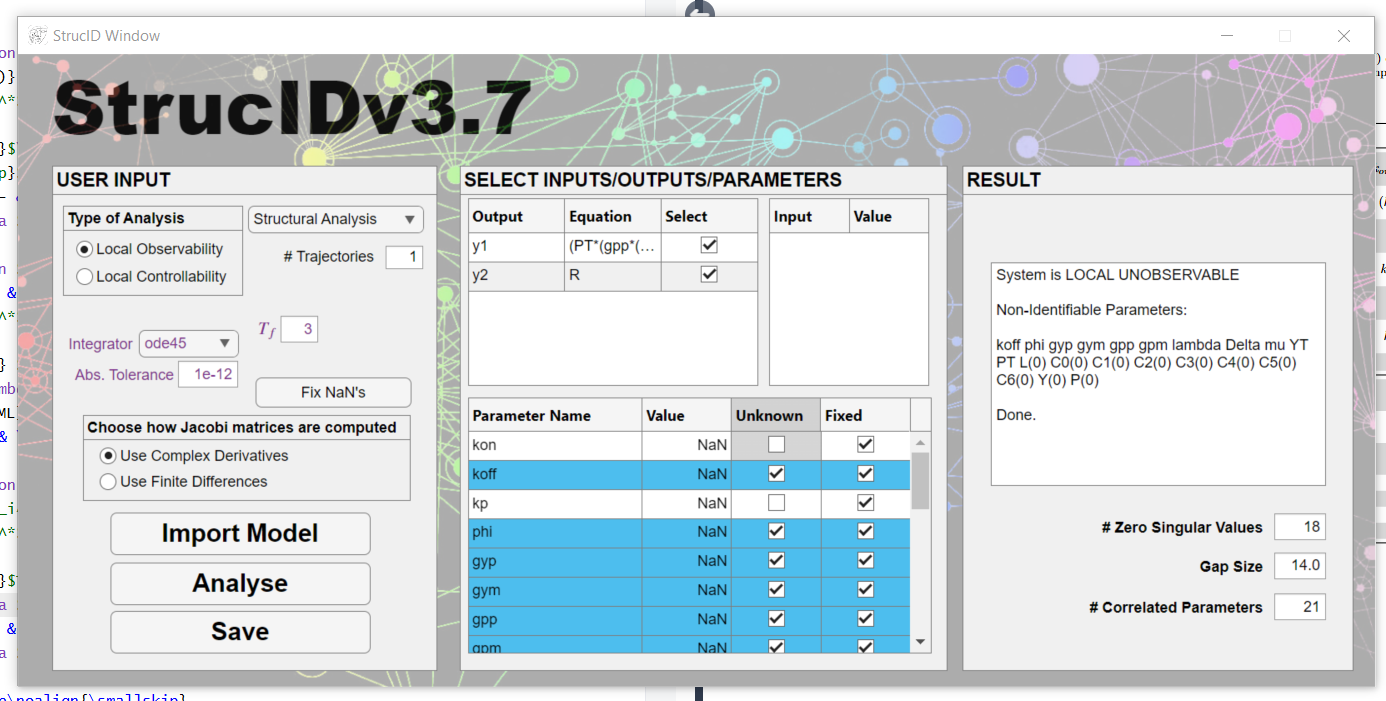 StrucID Window
StrucIDv3.7
USER INPUT
Type of Analysis
Local Observability
Local Controllability
Structural Analysis
# Trajectories 1
Integrator ode45
Tf 3
Abs. Tolerance 1e-12
Fix NaN's
Choose how Jacobi matrices are computed
Use Complex Derivatives
Use Finite Differences
Import Model
Analyse
Save
SELECT INPUTS/OUTPUTS/PARAMETERS
Output Equation Select
y1 (PT*(gpp*(...
y2 R
Input Value
Parameter Name Value Unknown Fixed
kon NaN
koff NaN
kp NaN
phi NaN
gyp NaN
gym NaN
gpp NaN
gpm NaN
RESULT
System is LOCAL UNOBSERVABLE
Non-Identifiable Parameters:
koff phi gyp gym gpp gpm lambda Delta mu YT
PT L(0) C0(0) C1(0) C2(0) C3(0) C4(0) C5(0)
C6(0) Y(0) P(0)
Done.
# Zero Singular Values 18
Gap Size 14.0
# Correlated Parameters 21